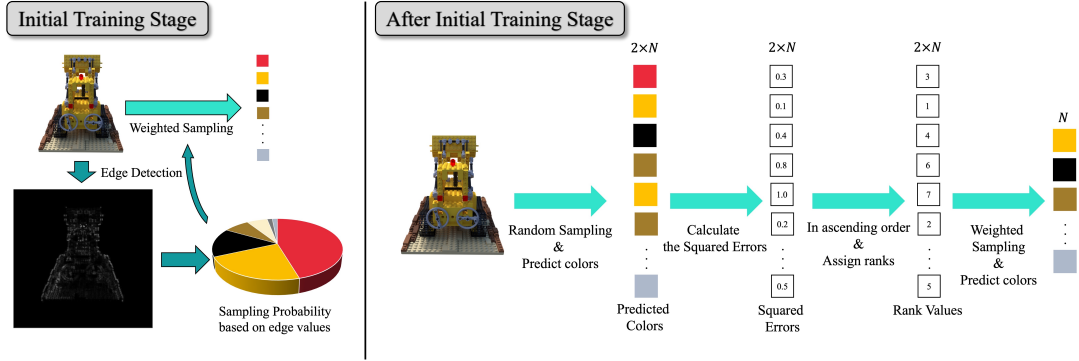 Initial Training Stage
Weighted Sampling
Edge Detection
Sampling Probability
based on edge values
After Initial Training Stage
2×N
2×N
2×N
N
0.3
0.1
0.4
0.8
1.0
0.2
0.5
3
1
4
6
7
2
5
Random Sampling
&
Predict colors
Predicted
Colors
Calculate
the Squared Errors
Squared
Errors
In ascending order
&
Assign ranks
Rank Values
Weighted
Sampling
&
Predict colors